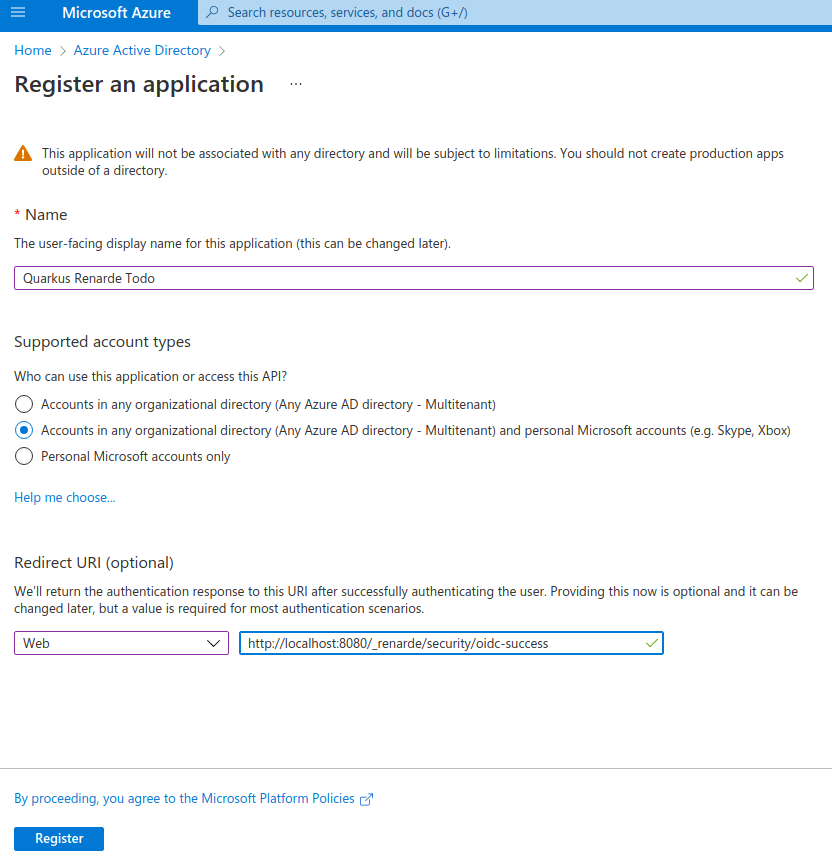 Microsoft Azure
Search resources, services, and docs (G+/)
Home > Azure Active Directory >
Register an application ...
This application will not be associated with any directory and will be subject to limitations. You should not create production apps
outside of a directory.
* Name
The user-facing display name for this application (this can be changed later).
Quarkus Renarde Todo
Supported account types
Who can use this application or access this API?
Accounts in any organizational directory (Any Azure AD directory - Multitenant)
Accounts in any organizational directory (Any Azure AD directory - Multitenant) and personal Microsoft accounts (e.g. Skype, Xbox)
Personal Microsoft accounts only
Help me choose...
Redirect URI (optional)
We'll return the authentication response to this URI after successfully authenticating the user. Providing this now is optional and it can be
changed later, but a value is required for most authentication scenarios.
Web
http://localhost:8080/_renarde/security/oidc-success
By proceeding, you agree to the Microsoft Platform Policies
Register